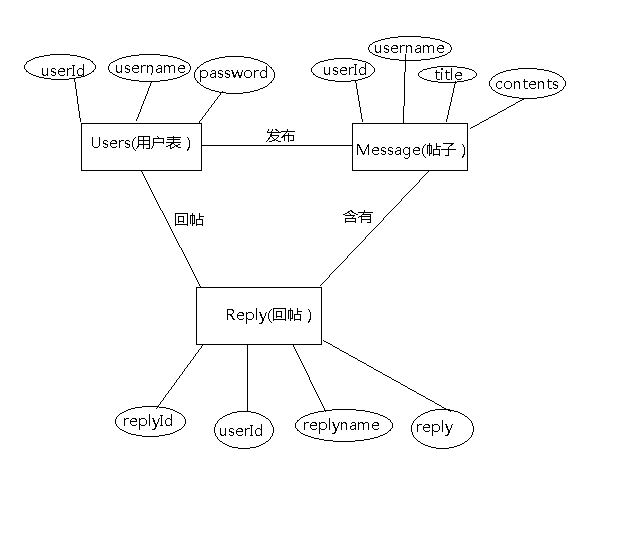 username
userId
username
password
userId
title
contents
Users(用户表)
发布
Message(帖子)
回帖
含有
Reply(回帖)
replyId
userId
replyname
reply